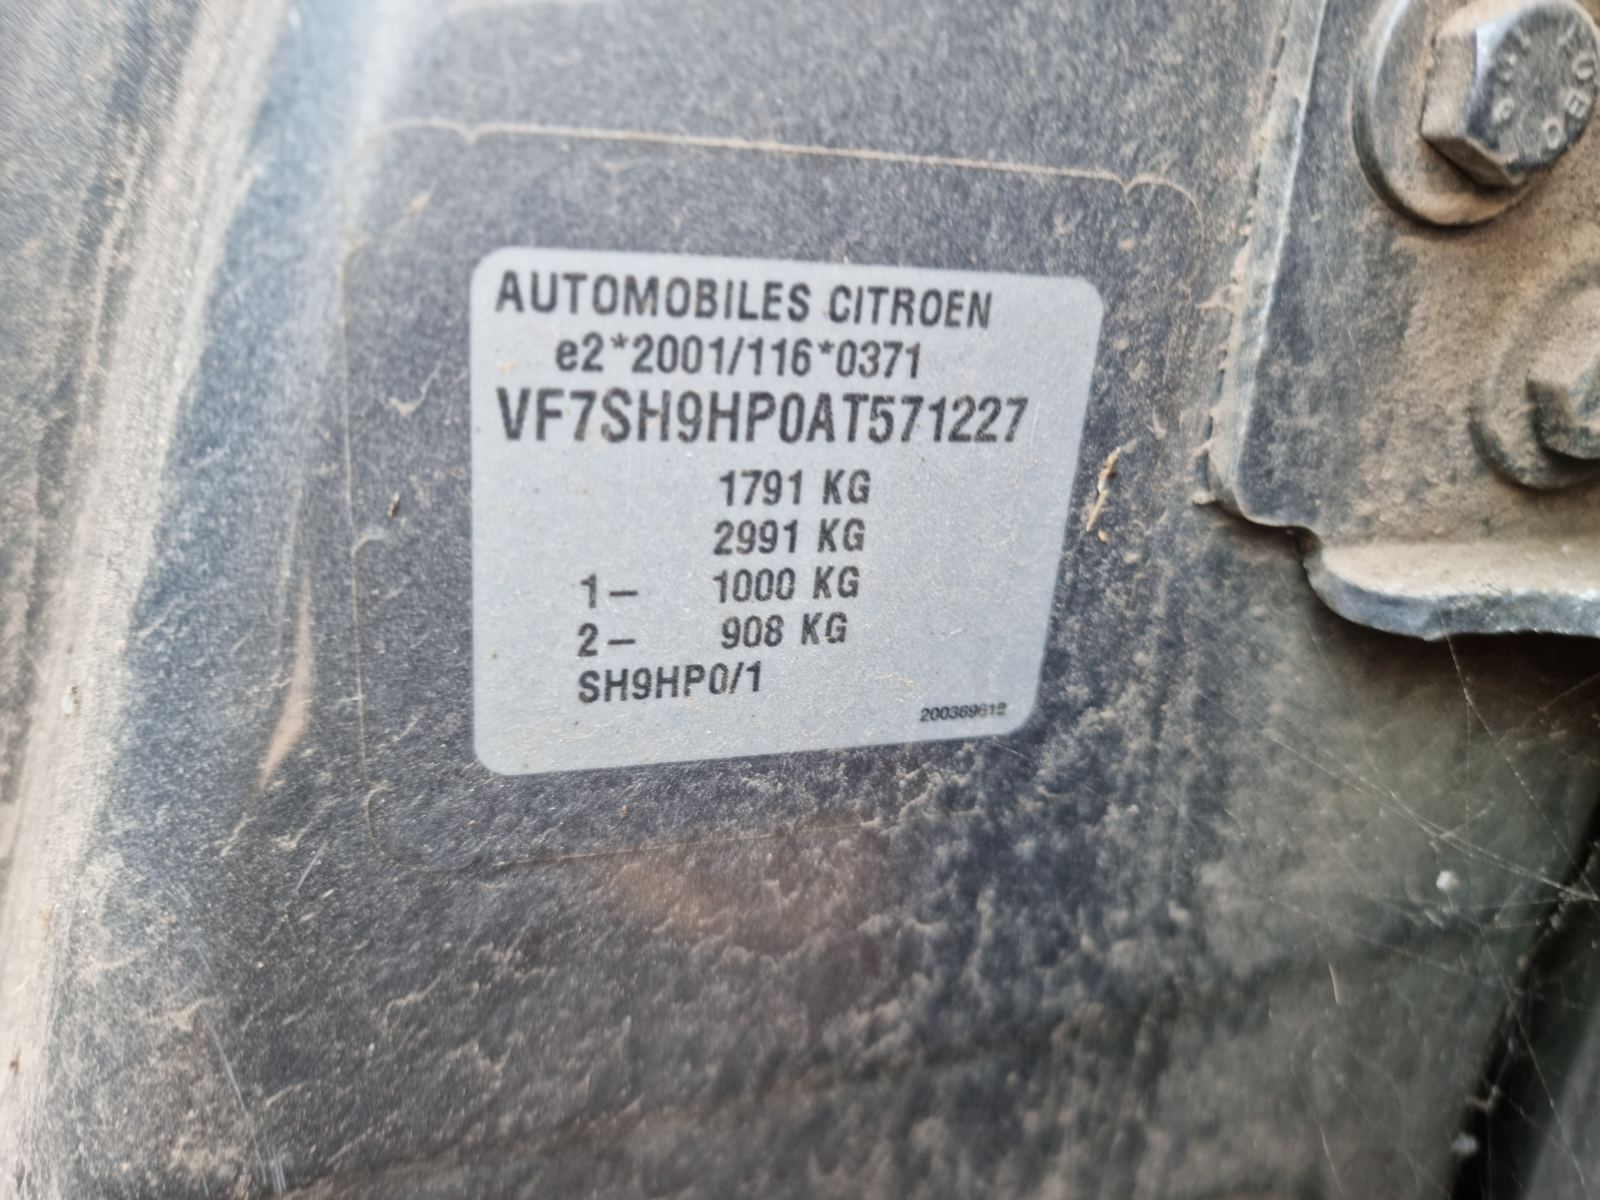 AUTOMOBILES CITROEN
e2*2001/116*0371
VF7SH9HP0AT571227
1791 KG
2991 KG
1– 1000 KG
2– 908 KG
SH9HP0/1